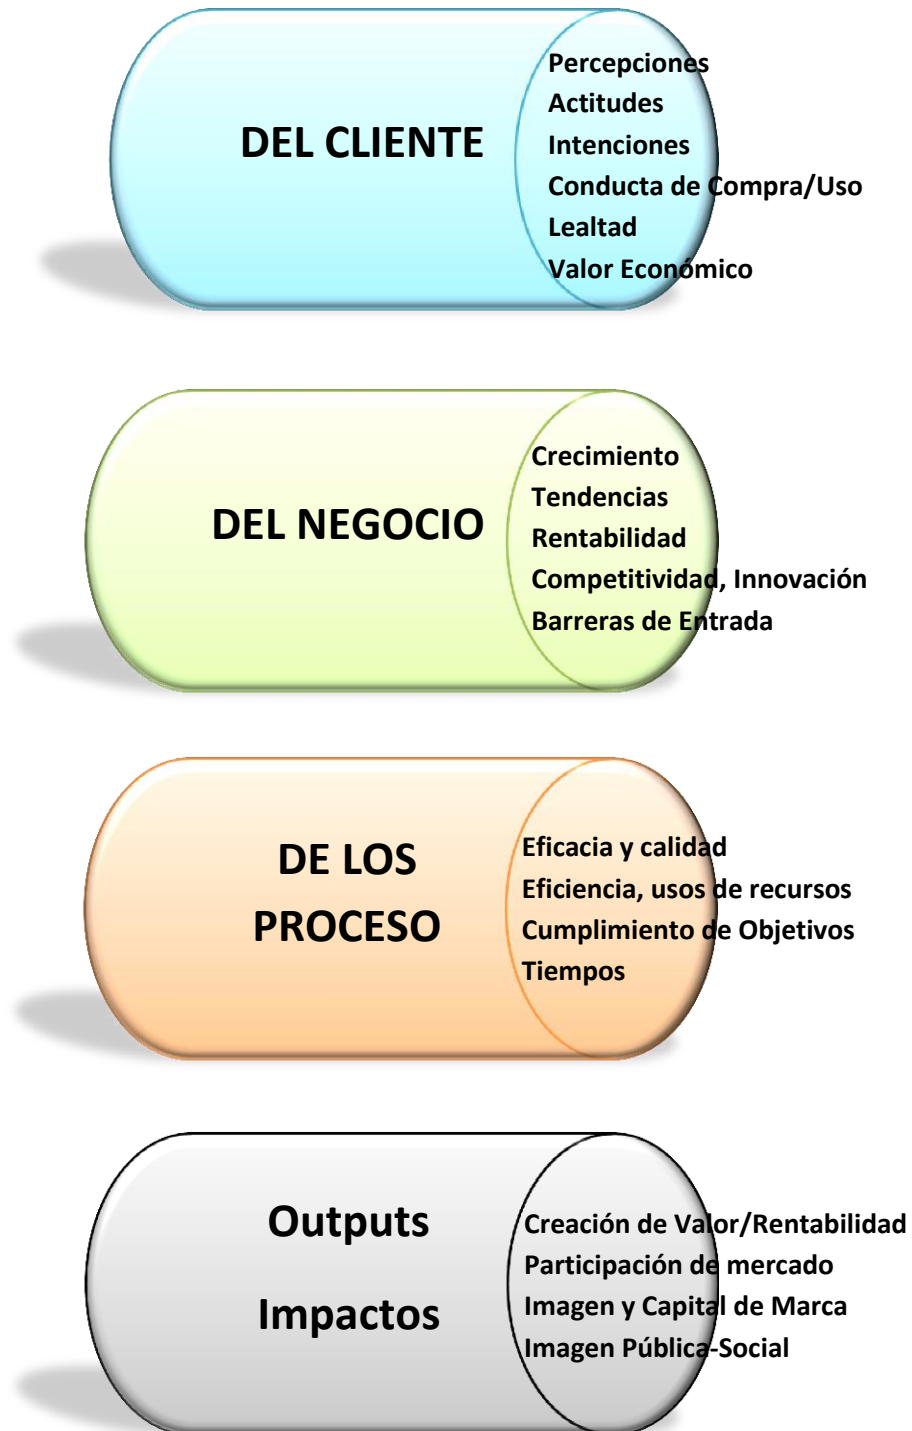 DEL CLIENTE
Percepciones
Actitudes
Intenciones
Conducta de Compra/Uso
Lealtad
Valor Económico
DEL NEGOCIO
Crecimiento
Tendencias
Rentabilidad
Competitividad, Innovación
Barreras de Entrada
DE LOS
PROCESO
Eficacia y calidad
Eficiencia, usos de recursos
Cumplimiento de Objetivos
Tiempos
Outputs
Impactos
Creación de Valor/Rentabilidad
Participación de mercado
Imagen y Capital de Marca
Imagen Pública-Social